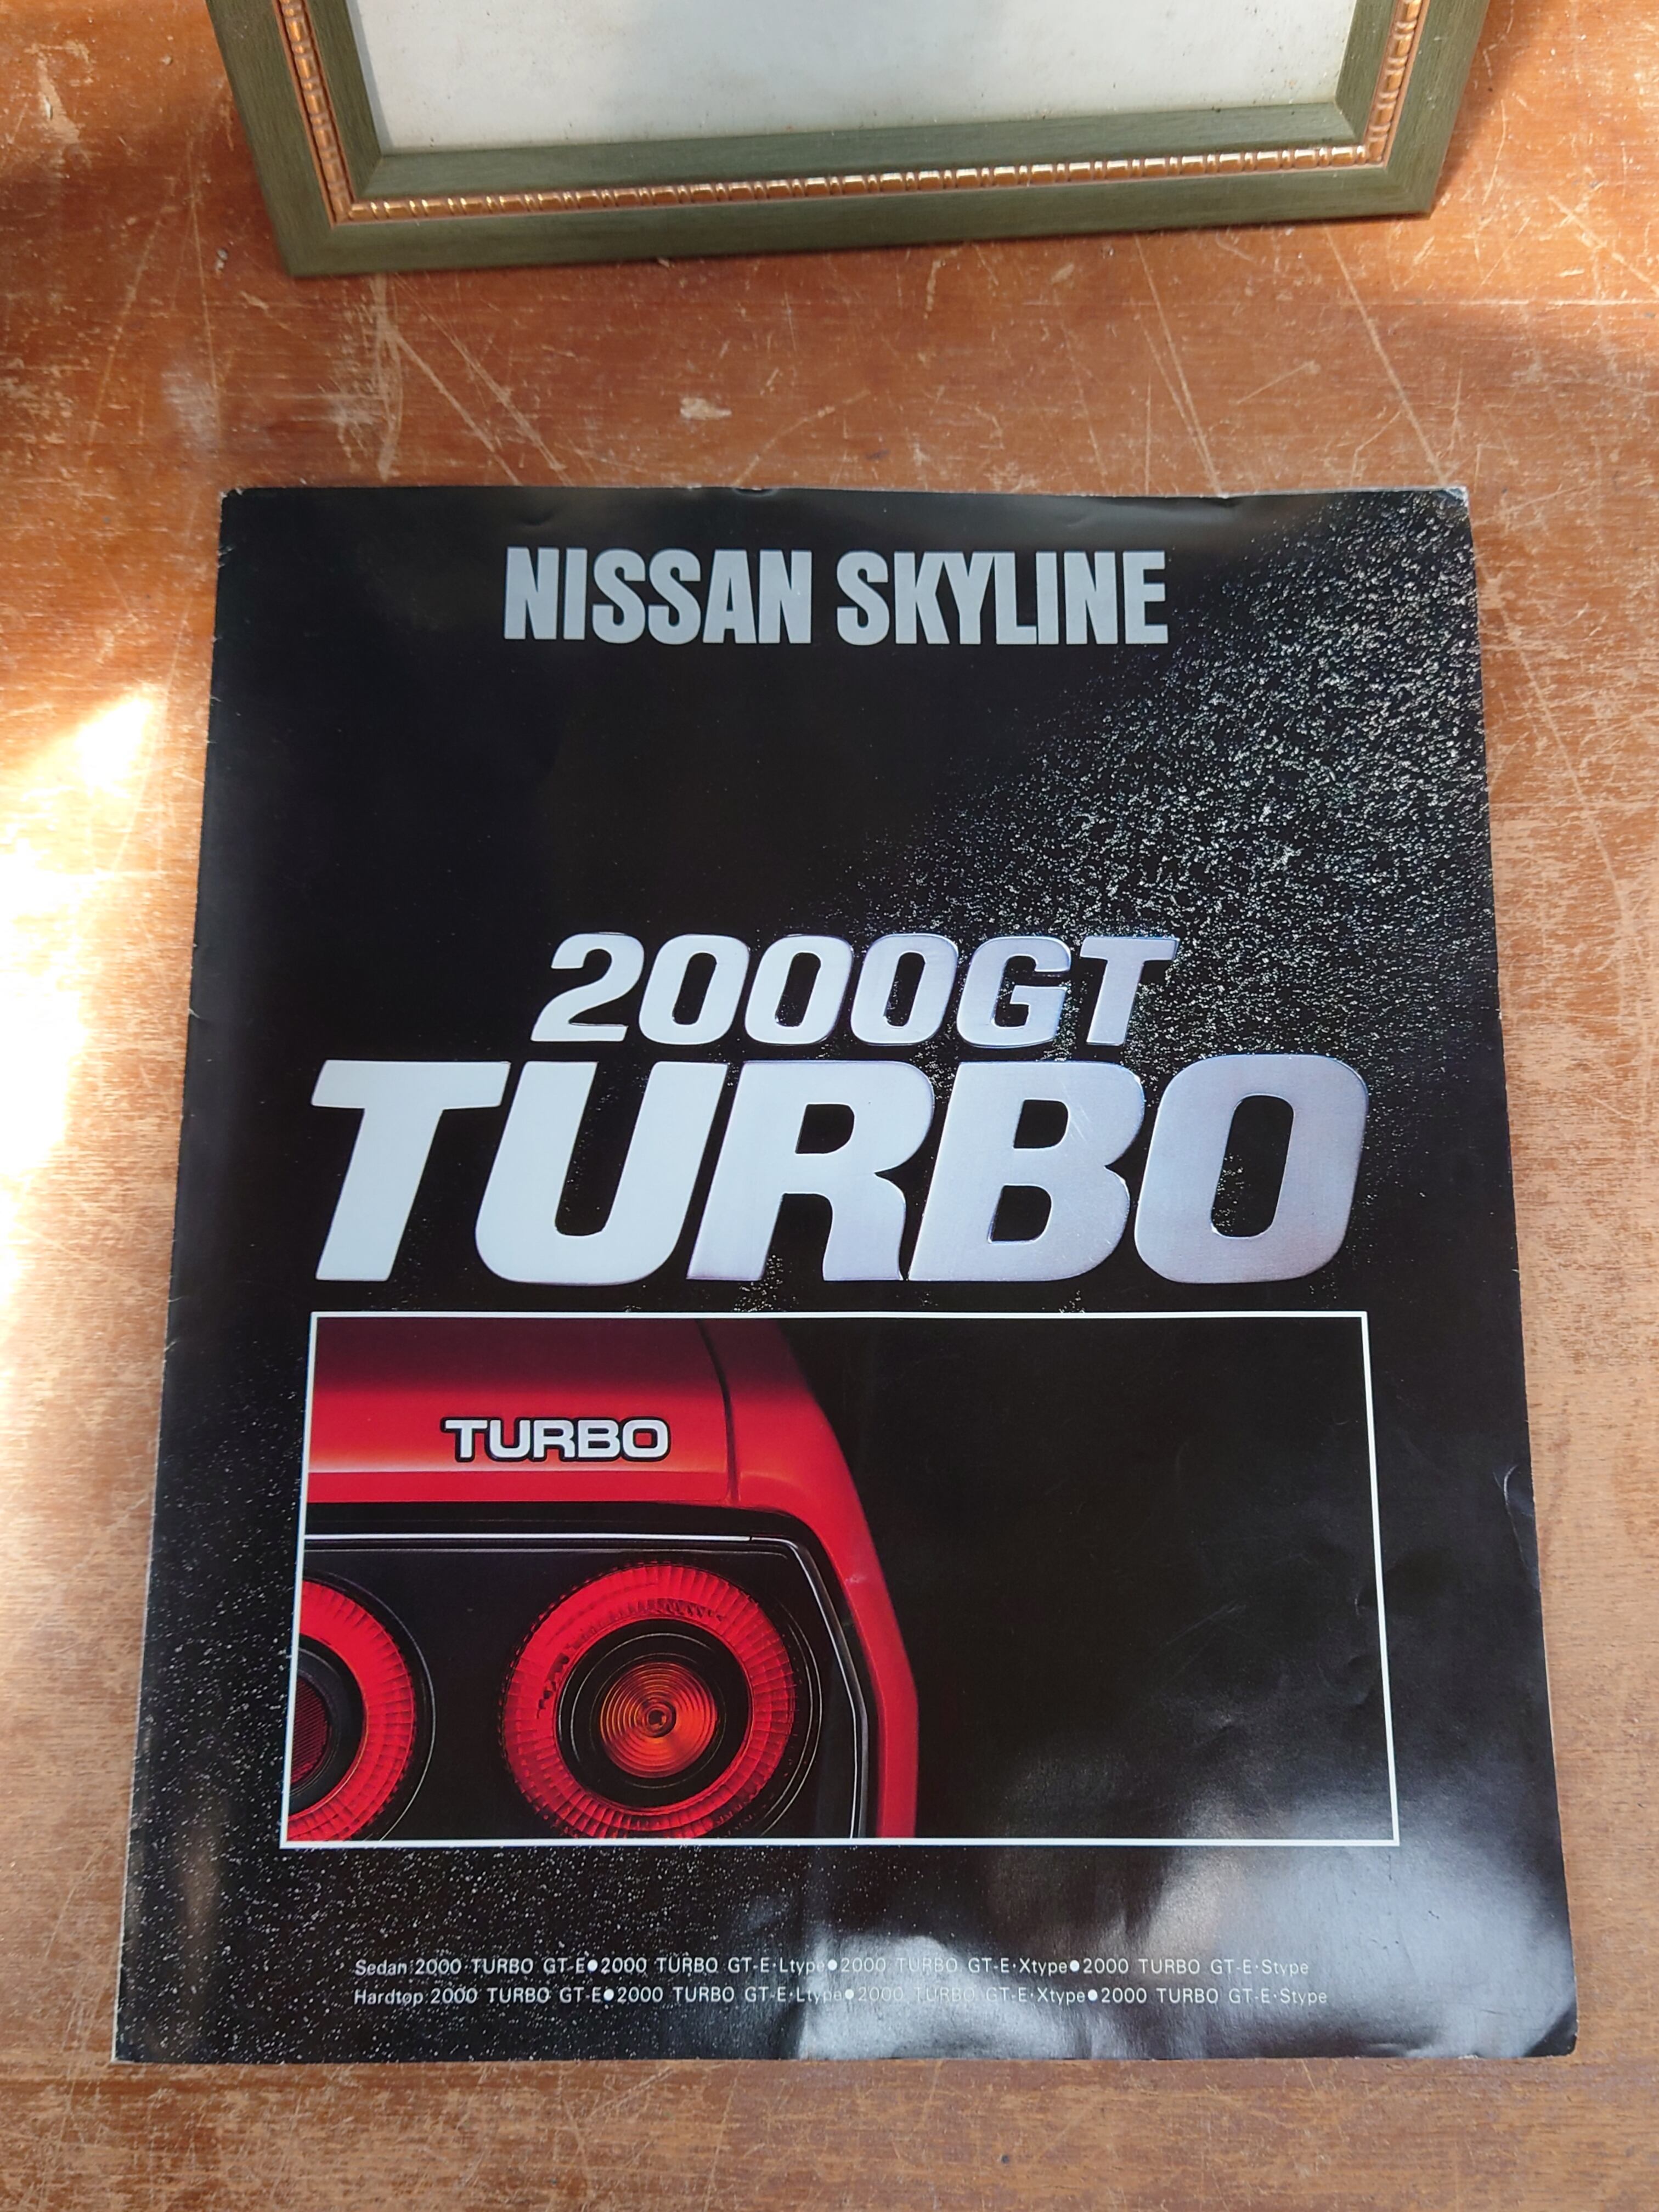 NISSAN SKYLINE
2000GT
TURBO
TURBO
Sedan:2000 TURBO GT-E●2000 TURBO GT-E·Ltype●2000 TURBO GT-E·Xtype●2000 TURBO GT-E·Stype
Hardtop:2000 TURBO GT-E●2000 TURBO GT-E·Ltype●2000 TURBO GT-E·Xtype●2000 TURBO GT-E·Stype